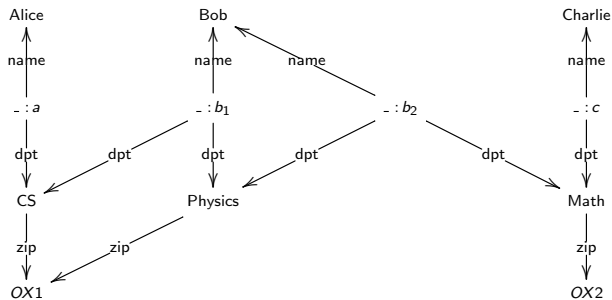 Alice Bob Charlie
name name name name
_ : a _ : b₁ _ : b₂ _ : c
dpt dpt dpt dpt dpt dpt
CS Physics Math
zip zip zip
OX1 OX2